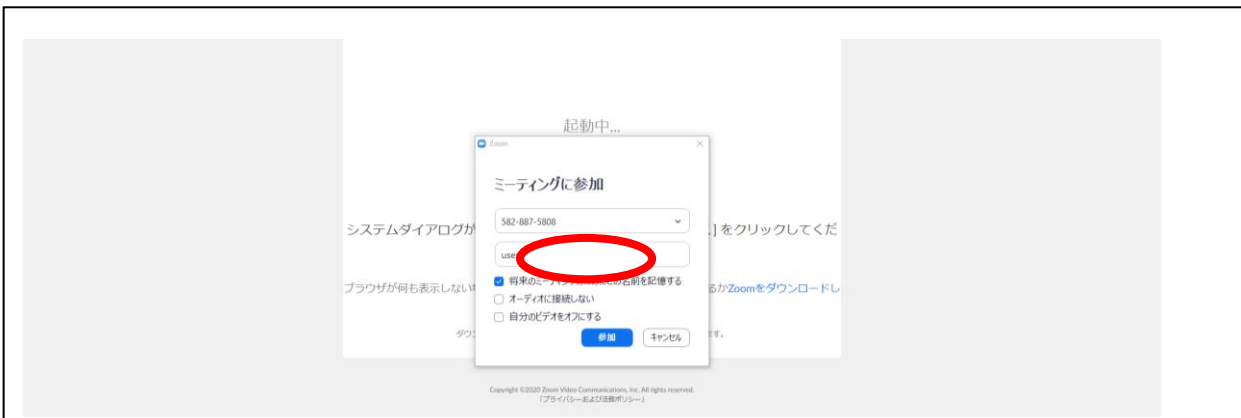 起動中...
Zoom
ミーティングに参加
582-887-5808
システムダイアログが
] をクリックしてくだ
use
将来のミーティング の名前を記憶する
ブラウザが何も表示しない
るかZoomをダウンロードし
オーディオに接続しない
自分のビデオをオフにする
参加 キャンセル
ダウ
ます。
Copyright ©2020 Zoom Video Communications, Inc. All rights reserved.
「プライバシーおよび法務ポリシー」